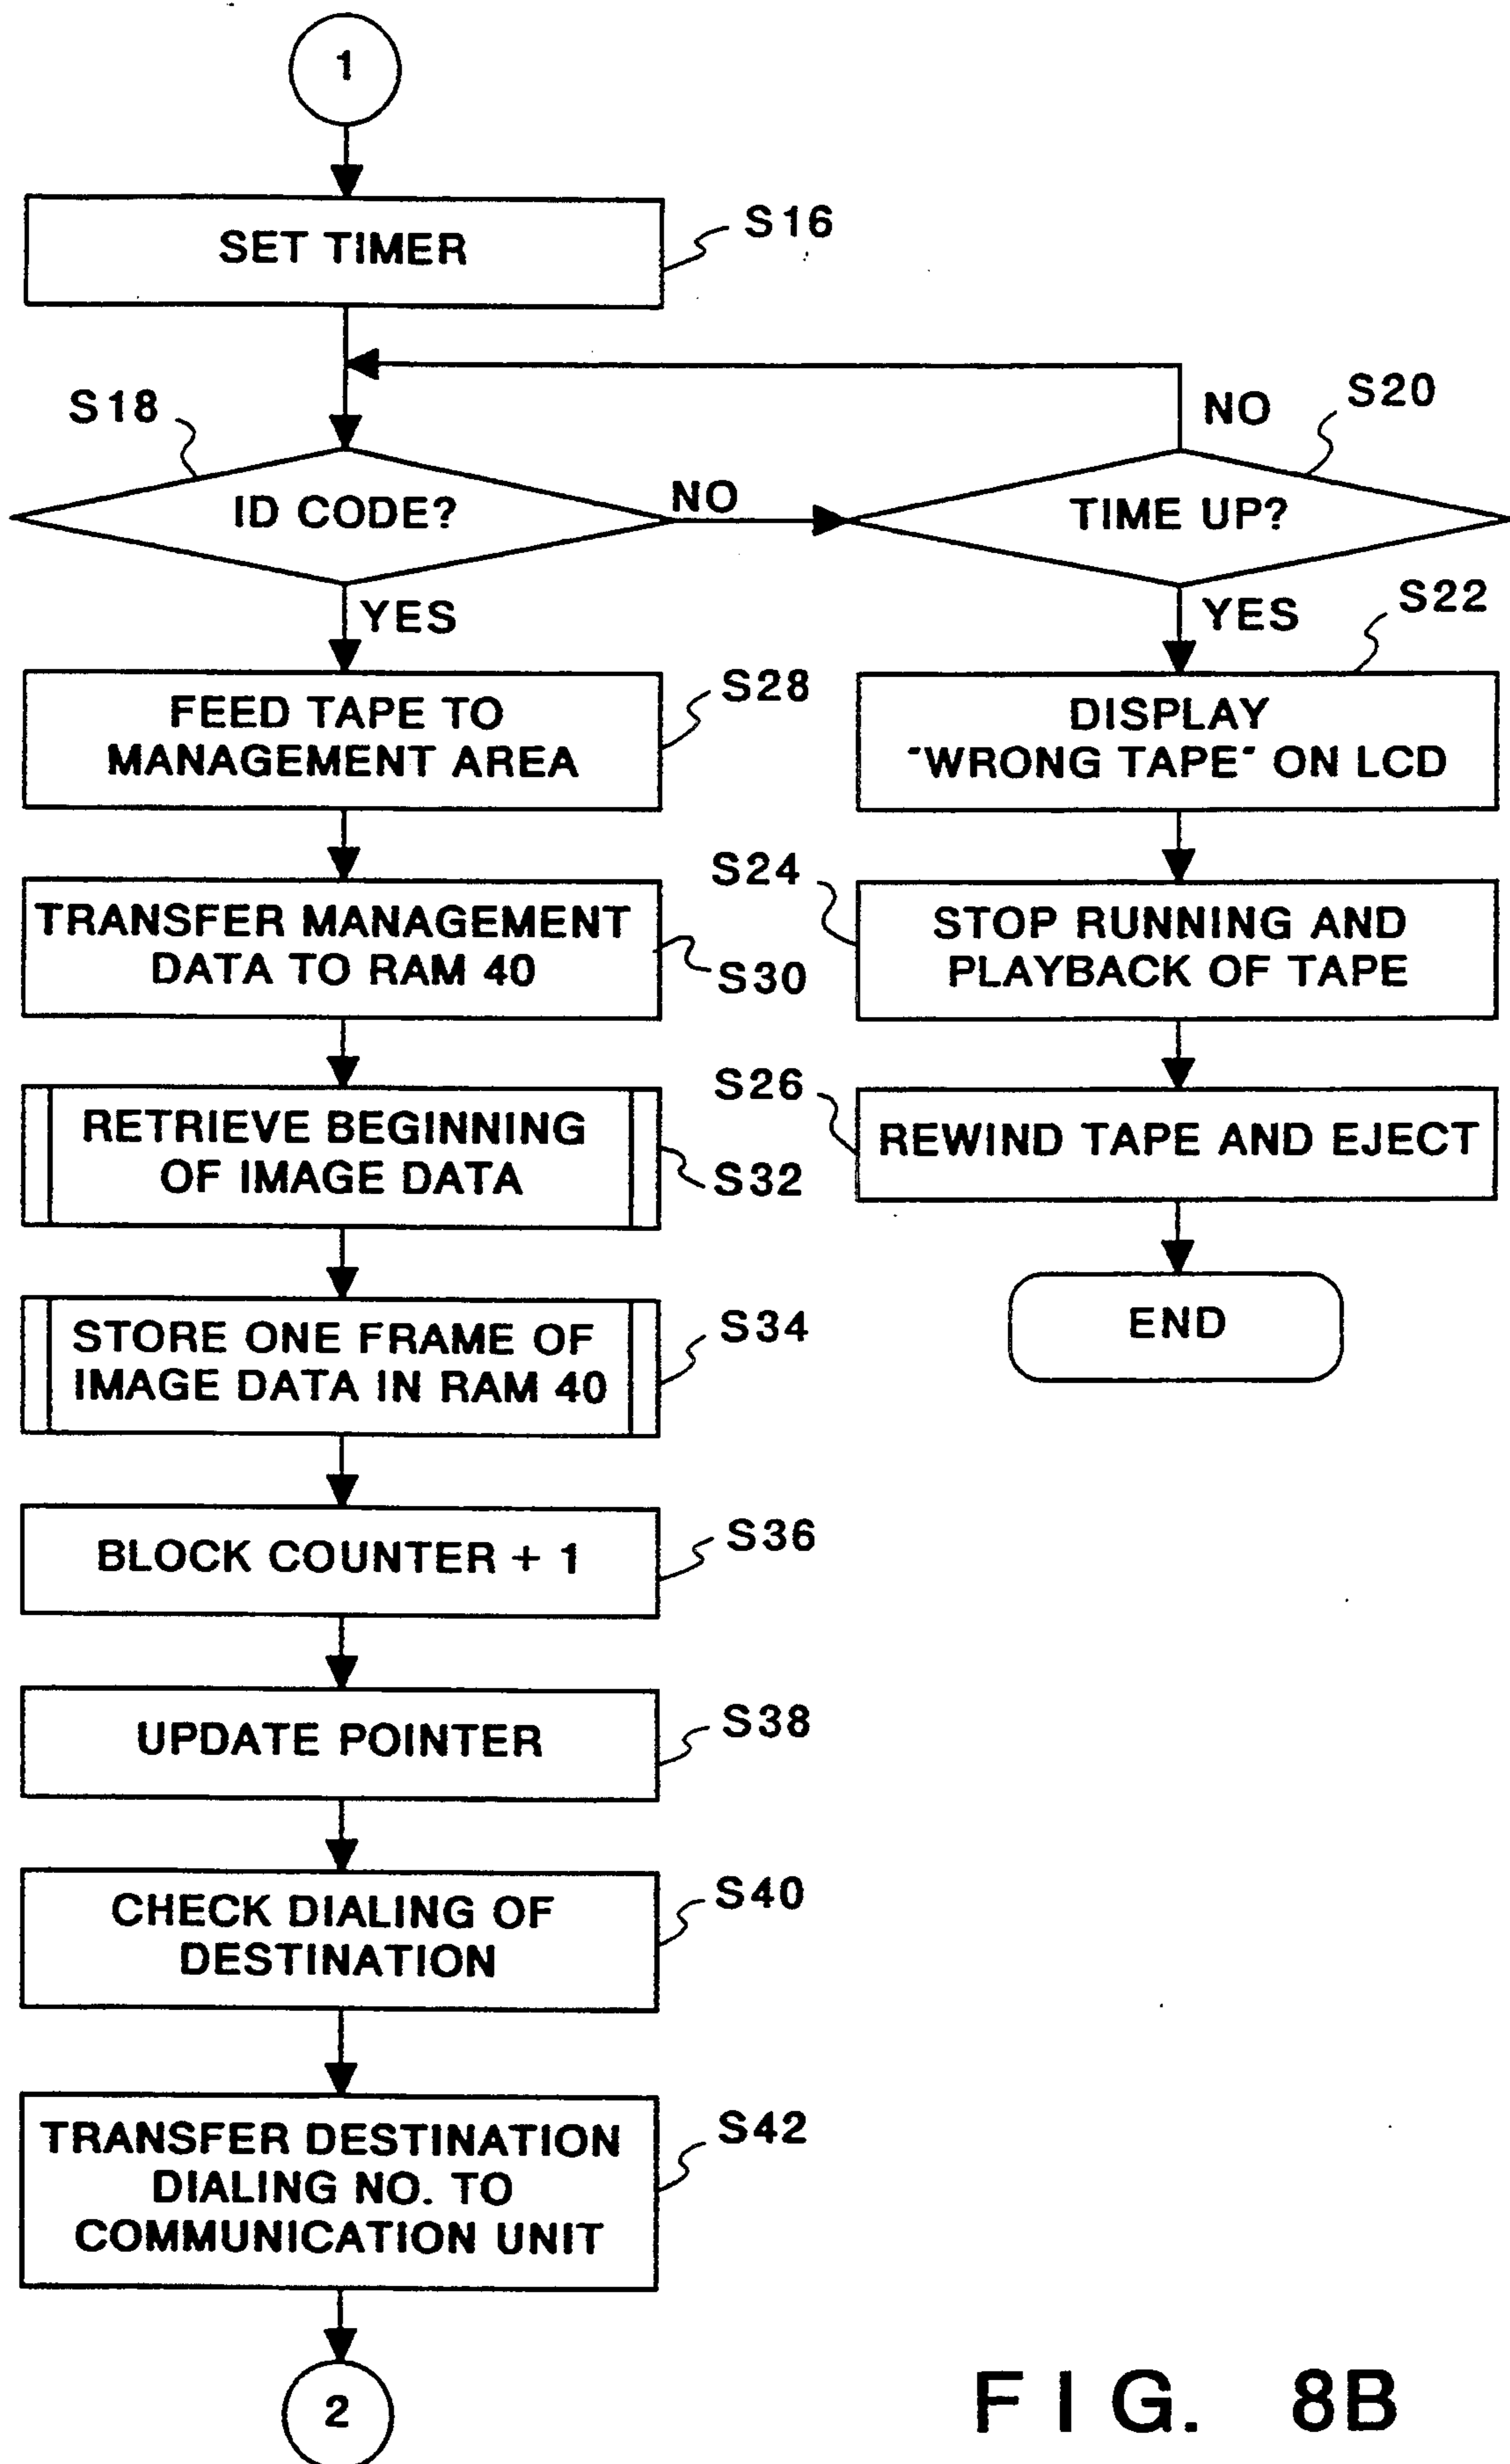 1
SET TIMER
S16
S18
ID CODE?
NO
NO
S20
TIME UP?
YES
YES
S22
FEED TAPE TO
MANAGEMENT AREA
S28
DISPLAY
"WRONG TAPE" ON LCD
TRANSFER MANAGEMENT
DATA TO RAM 40
S30
S24
STOP RUNNING AND
PLAYBACK OF TAPE
RETRIEVE BEGINNING
OF IMAGE DATA
S32
S26
REWIND TAPE AND EJECT
STORE ONE FRAME OF
IMAGE DATA IN RAM 40
S34
END
BLOCK COUNTER + 1
S36
UPDATE POINTER
S38
CHECK DIALING OF
DESTINATION
S40
TRANSFER DESTINATION
DIALING NO. TO
COMMUNICATION UNIT
S42
2
FIG. 8B